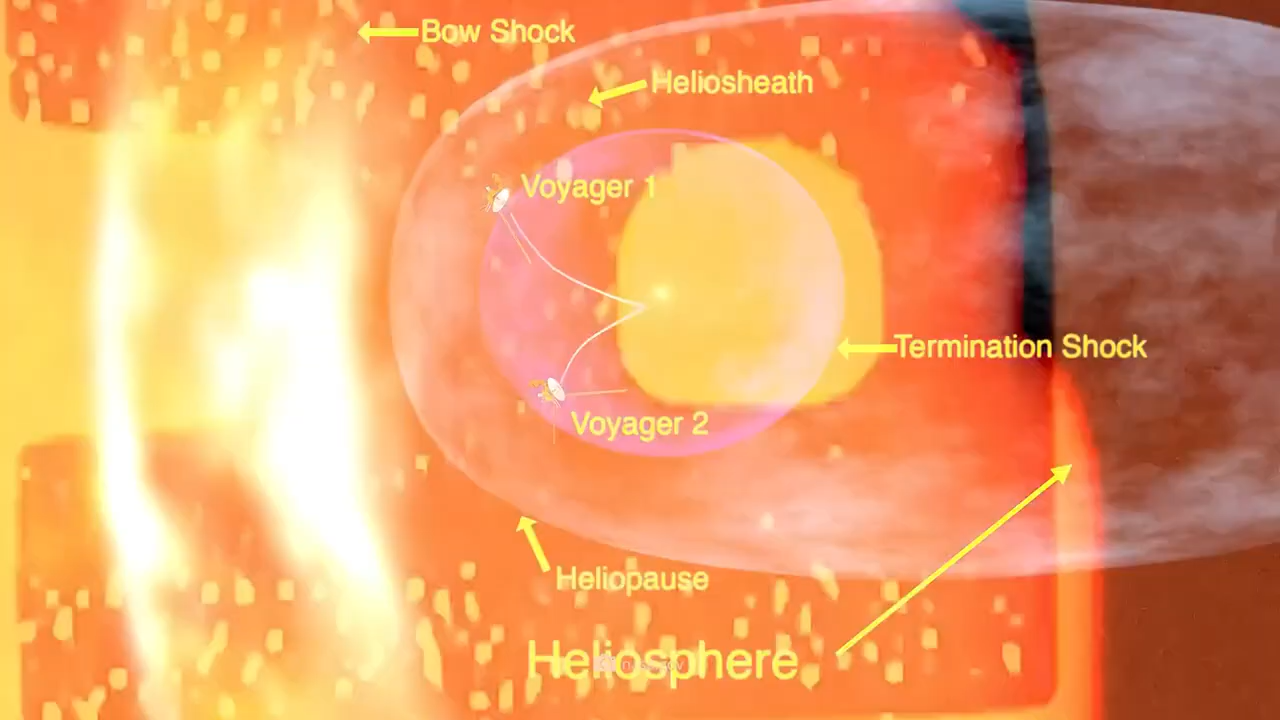 Bow Shock
Heliosheath
Voyager 1
Termination Shock
Voyager 2
Heliopause
Heliosphere